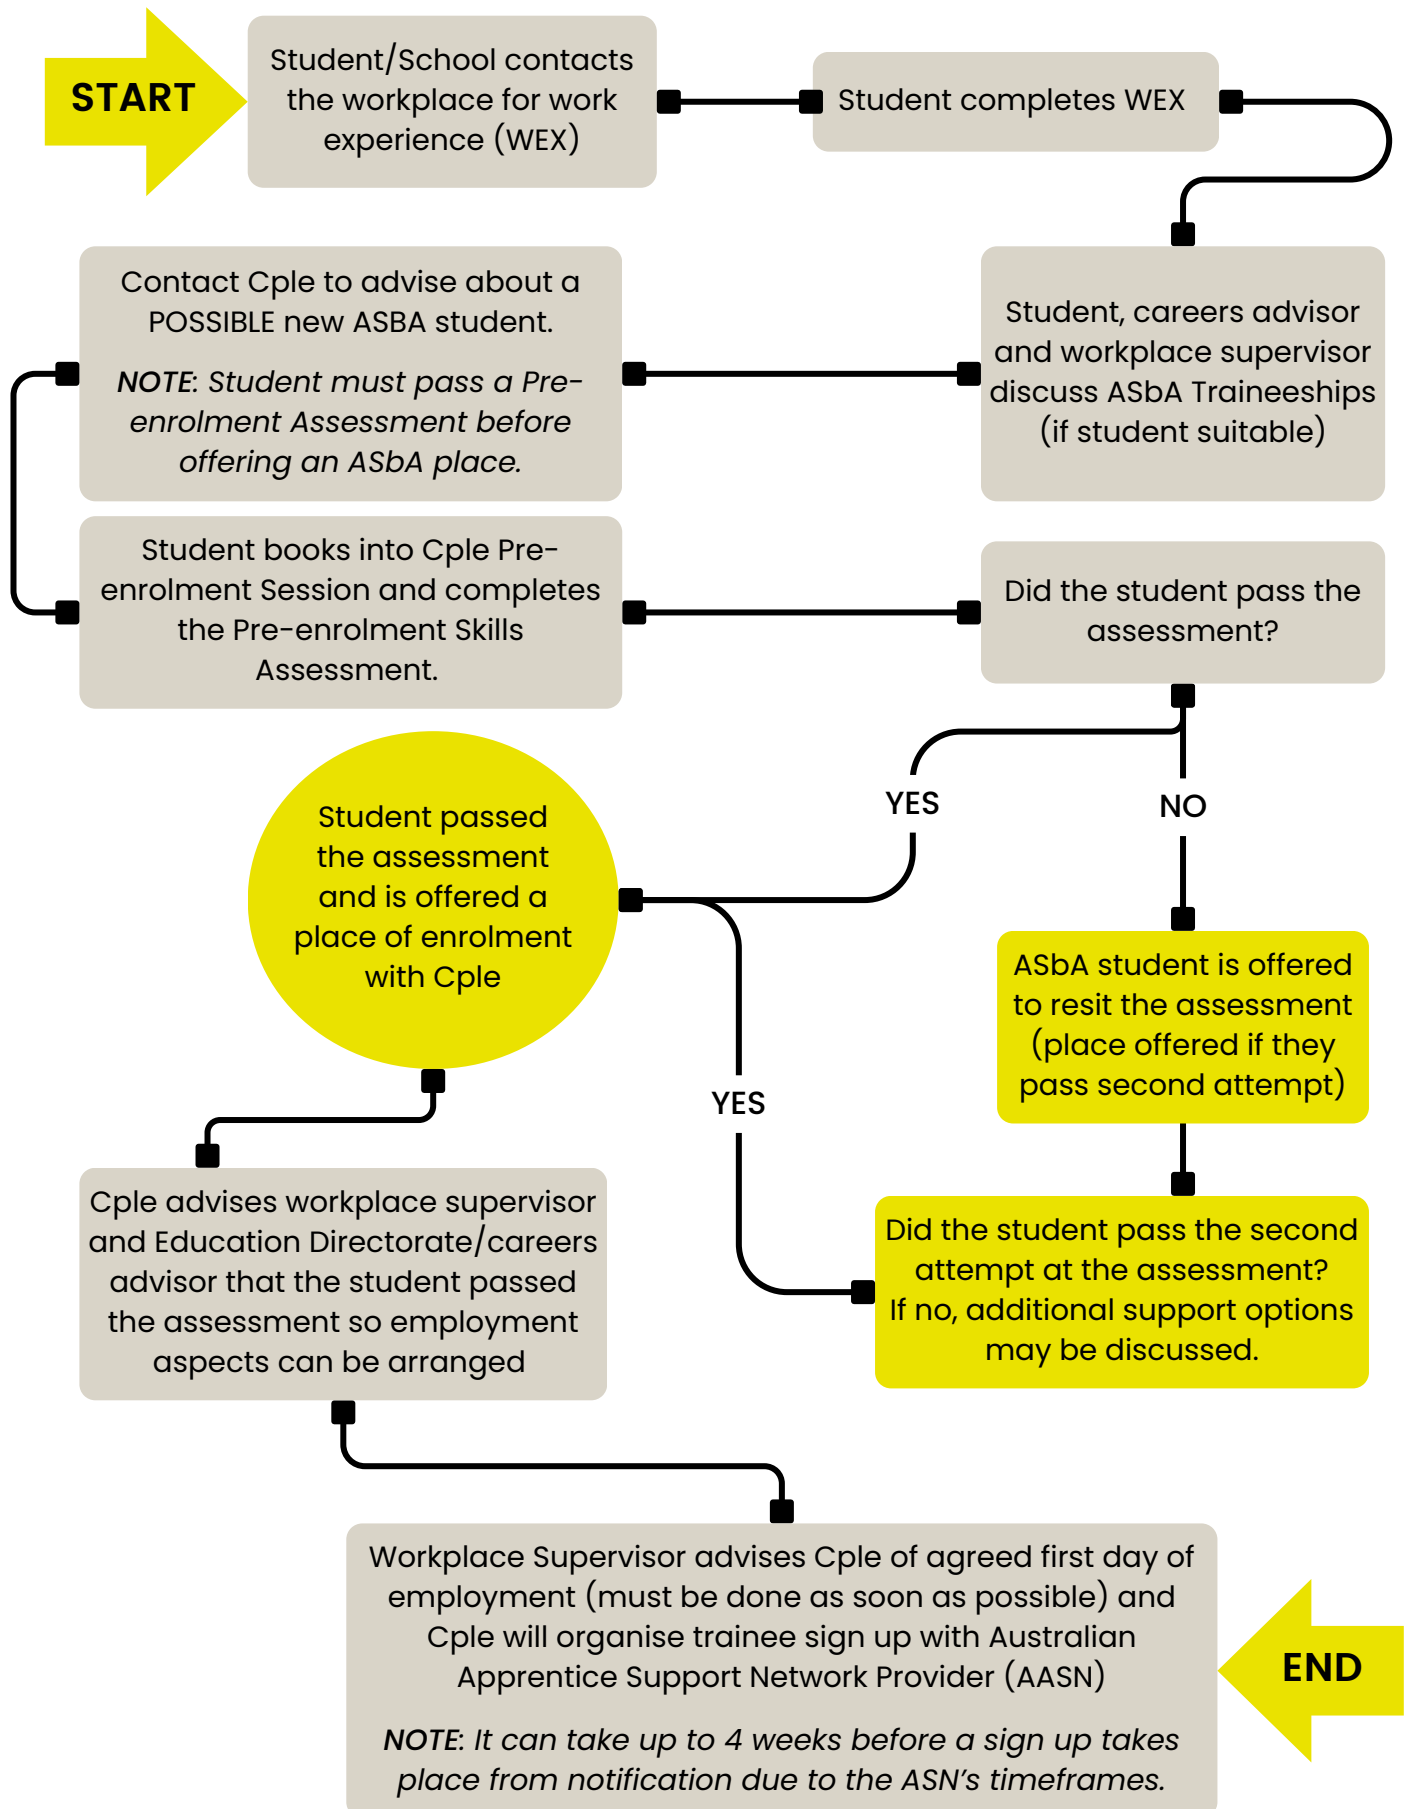 START
Student/School contacts
the workplace for work
experience (WEX)
Student completes WEX
Contact Cple to advise about a
POSSIBLE new ASBA student.
NOTE: Student must pass a Pre-
enrolment Assessment before
offering an ASbA place.
Student, careers advisor
and workplace supervisor
discuss ASbA Traineeships
(if student suitable)
Student books into Cple Pre-
enrolment Session and completes
the Pre-enrolment Skills
Assessment.
Did the student pass the
assessment?
YES
NO
Student passed
the assessment
and is offered a
place of enrolment
with Cple
ASbA student is offered
to resit the assessment
(place offered if they
pass second attempt)
YES
Did the student pass the second
attempt at the assessment?
If no, additional support options
may be discussed.
Cple advises workplace supervisor
and Education Directorate/careers
advisor that the student passed
the assessment so employment
aspects can be arranged
Workplace Supervisor advises Cple of agreed first day of
employment (must be done as soon as possible) and
Cple will organise trainee sign up with Australian
Apprentice Support Network Provider (AASN)
NOTE: It can take up to 4 weeks before a sign up takes
place from notification due to the ASN's timeframes.
END